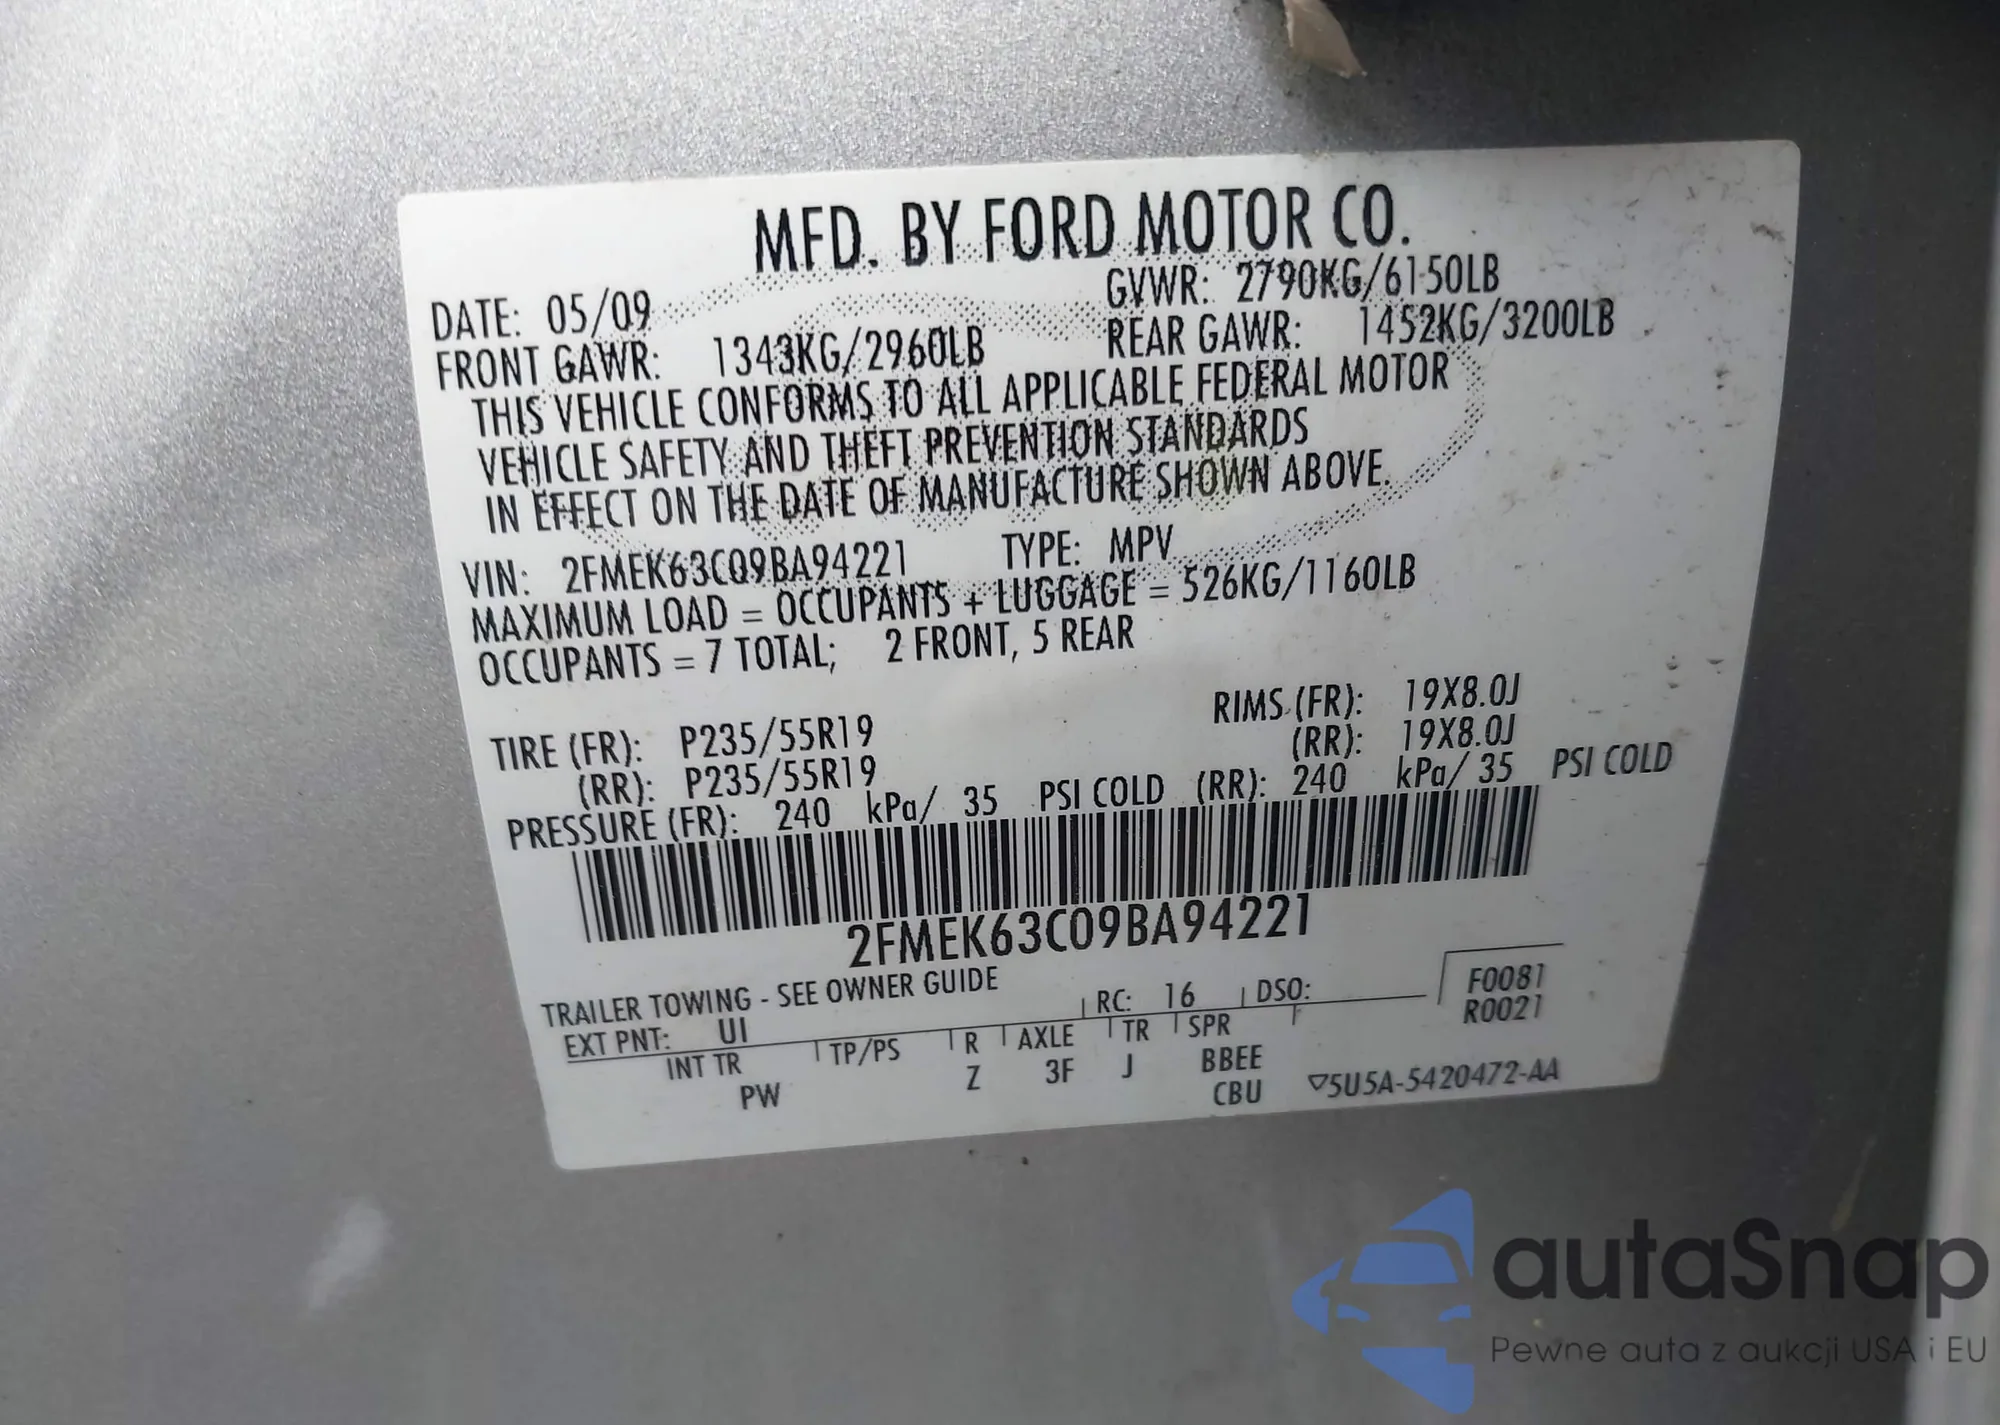 MFD. BY FORD MOTOR CO.
DATE: 05/09 GVWR: 2790KG/6150LB
FRONT GAWR: 1343KG/2960LB REAR GAWR: 1452KG/3200LB
THIS VEHICLE CONFORMS TO ALL APPLICABLE FEDERAL MOTOR
VEHICLE SAFETY AND THEFT PREVENTION STANDARDS
IN EFFECT ON THE DATE OF MANUFACTURE SHOWN ABOVE.
VIN: 2FMEK63C09BA94221 TYPE: MPV
MAXIMUM LOAD = OCCUPANTS + LUGGAGE = 526KG/1160LB
OCCUPANTS = 7 TOTAL; 2 FRONT, 5 REAR
TIRE (FR): P235/55R19 RIMS (FR): 19X8.0J
(RR): P235/55R19 (RR): 19X8.0J
PRESSURE (FR): 240 kPa/ 35 PSI COLD (RR): 240 kPa/ 35 PSI COLD
2FMEK63C09BA94221
TRAILER TOWING - SEE OWNER GUIDE
EXT PNT: UI RC: 16 DSO: F0081
R0021
INT TR TP/PS R AXLE TR SPR
PW Z 3F J BBEE
CBU ▽5U5A-5420472-AA
autaSnap
Pewne auta z aukcji USA i EU